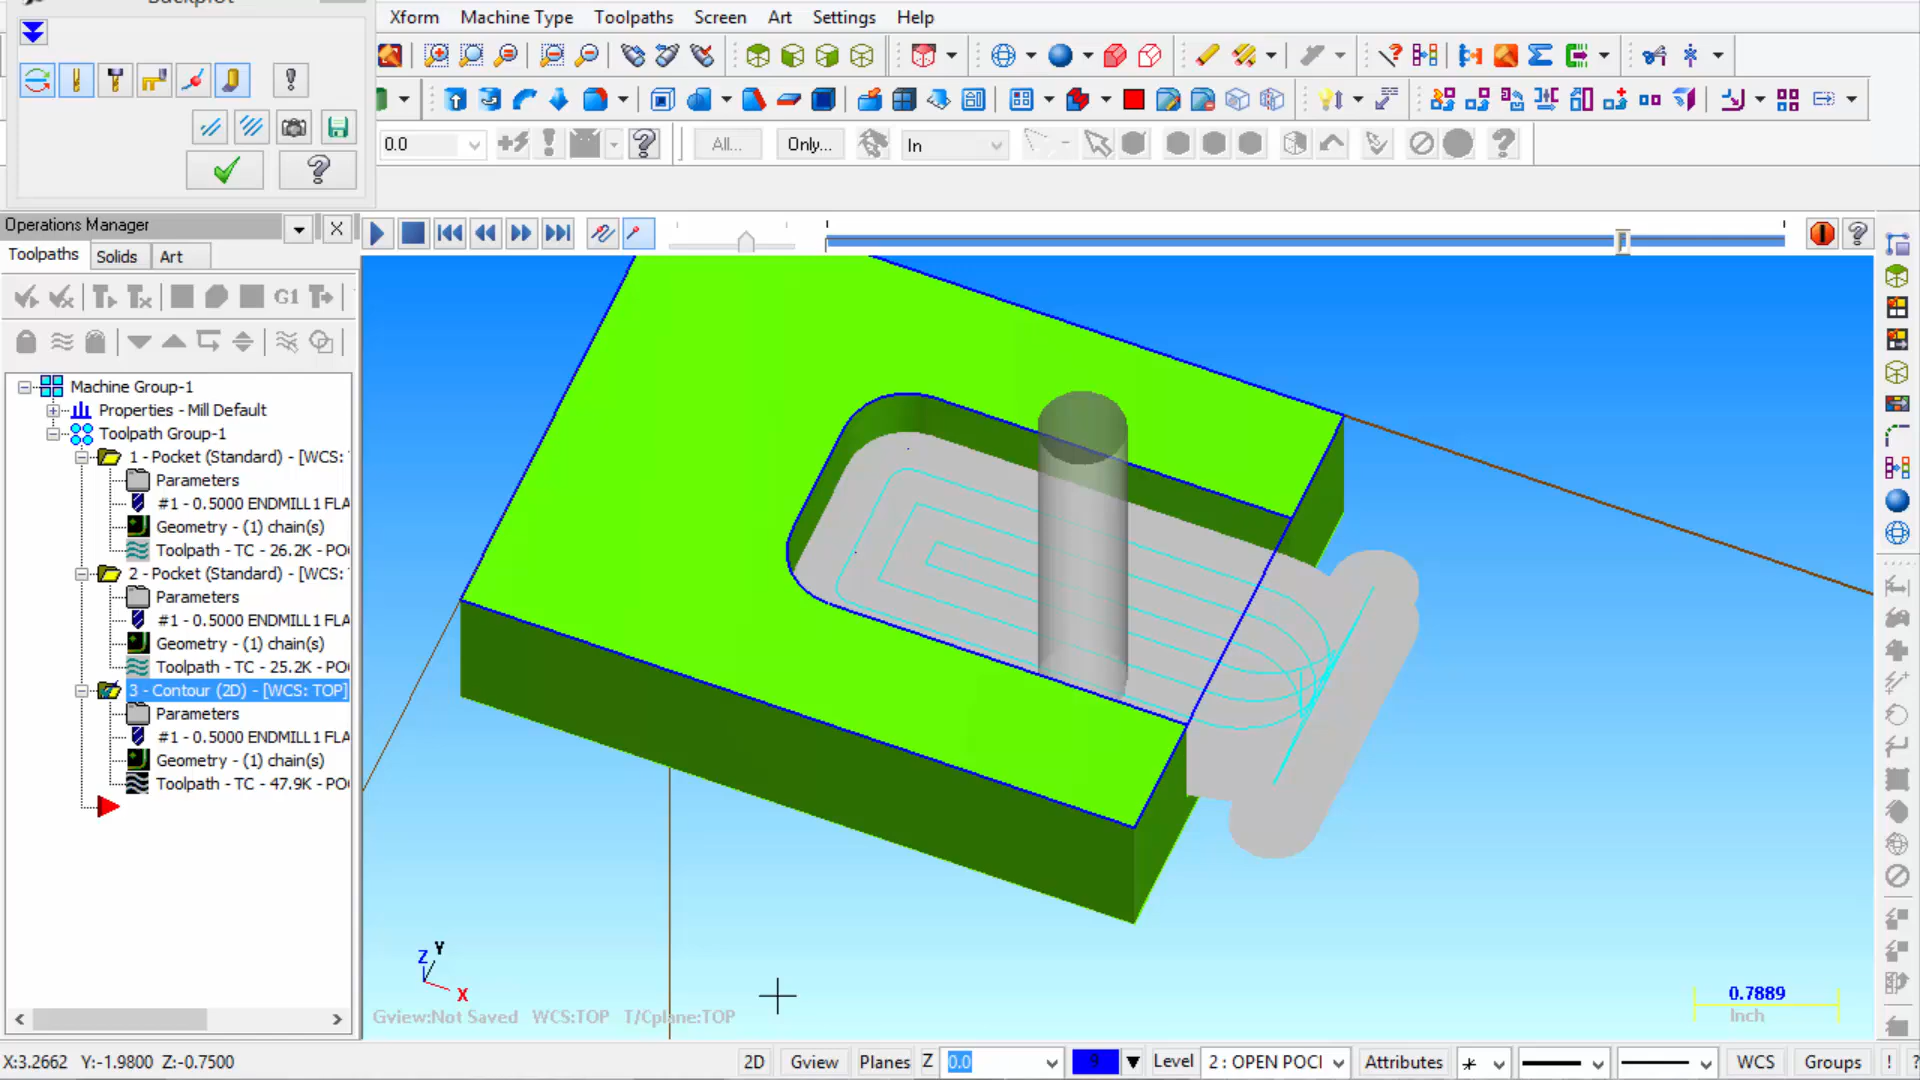 Backplot
Xform Machine Type Toolpaths Screen Art Settings Help
0.0
All...
Only...
In
Operations Manager
Toolpaths Solids Art
G1
Machine Group-1
Properties - Mill Default
Toolpath Group-1
1 - Pocket (Standard) - [WCS:
Parameters
#1 - 0.5000 ENDMILL1 FLA
Geometry - (1) chain(s)
Toolpath - TC - 26.2K - PO
2 - Pocket (Standard) - [WCS:
Parameters
#1 - 0.5000 ENDMILL1 FLA
Geometry - (1) chain(s)
Toolpath - TC - 25.2K - PO
3 - Contour (2D) - [WCS: TOP]
Parameters
#1 - 0.5000 ENDMILL1 FLA
Geometry - (1) chain(s)
Toolpath - TC - 47.9K - PO
Z Y
X
Gview:Not Saved WCS:TOP T/Cplane:TOP
0.7889
Inch
X:3.2662 Y:-1.9800 Z:-0.7500
2D Gview Planes Z 0.0 9 Level 2 : OPEN POCI Attributes WCS Groups ! ?